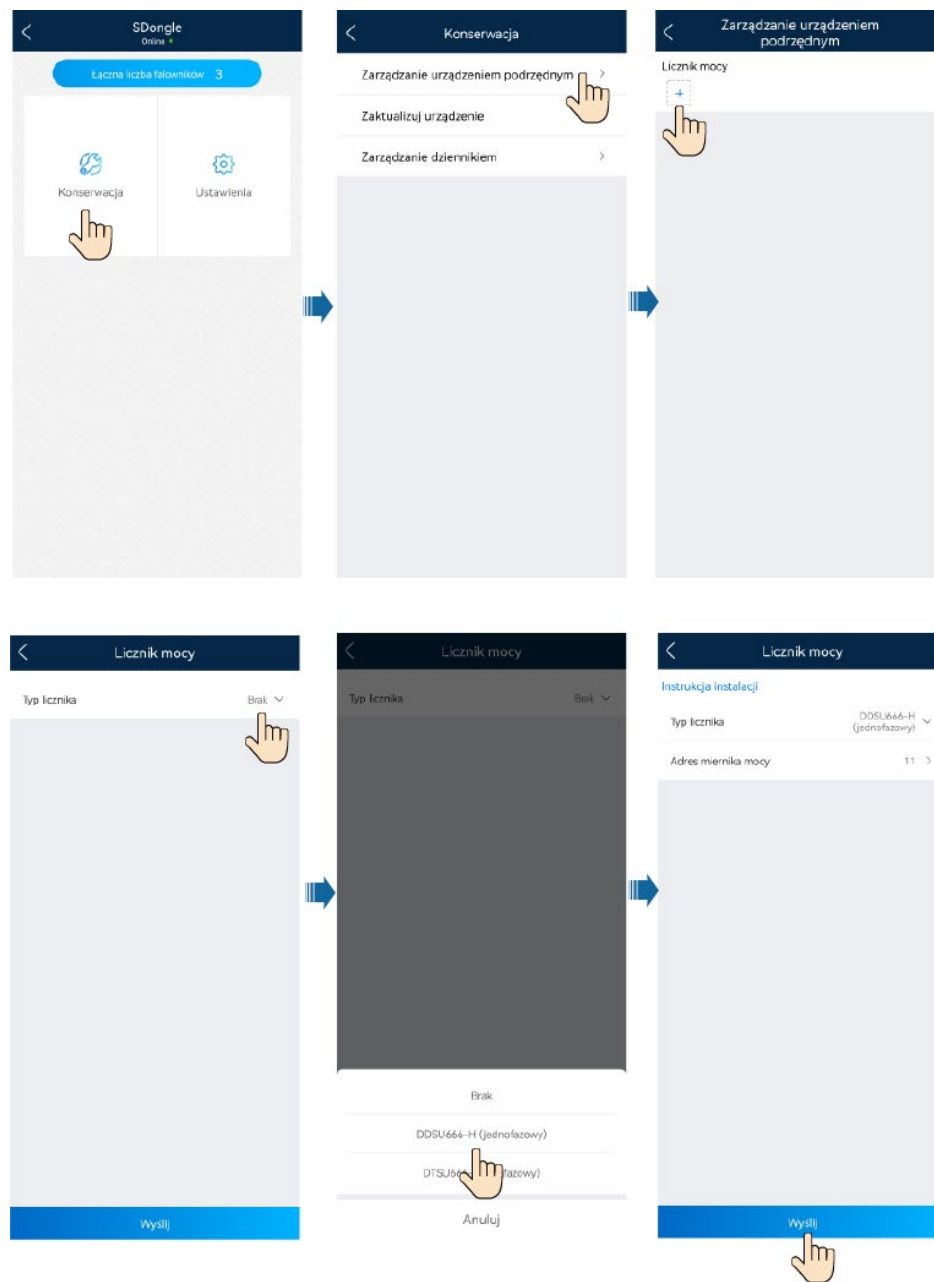 SDongle
Online
Łączna liczba falowników 3
Konserwacja
Ustawienia
Konserwacja
Zarządzanie urządzeniem podrzędnym
Zaktualizuj urządzenie
Zarządzanie dziennikiem
Zarządzanie urządzeniem
podrzędnym
Licznik mocy
+
Licznik mocy
Typ licznika
Brak
Wyślij
Licznik mocy
Typ licznika
Brak
Brak
DDSU666-H (jednofazowy)
fazowy)
Anuluj
Licznik mocy
Instrukcja instalacji
Typ licznika
DDSU666-H
(jednofazowy)
Adres miernika mocy
11
Wyślij